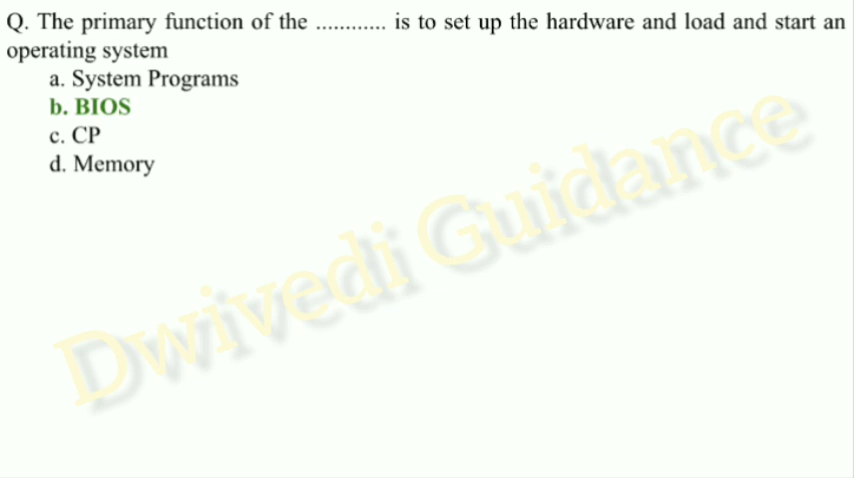 Q. The primary function of the ............ is to set up the hardware and load and start an
operating system
a. System Programs
b. BIOS
c. CP
d. Memory
Dwivedi Guidance